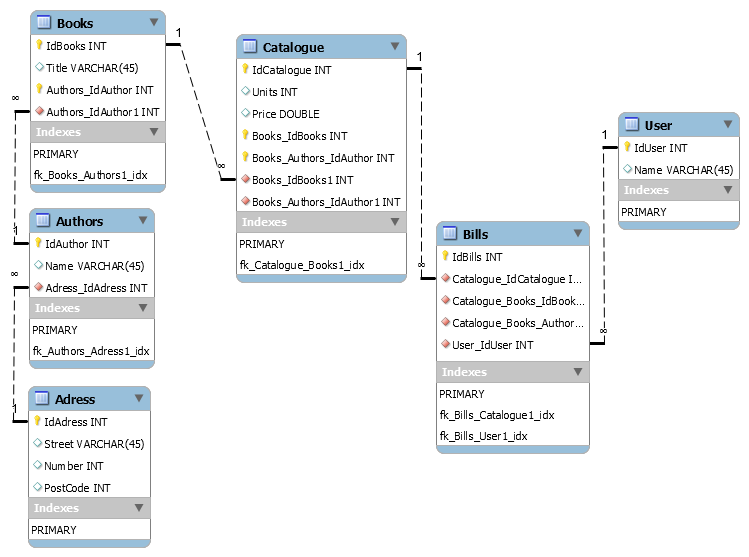 Books
IdBooks INT
Title VARCHAR(45)
Authors_IdAuthor INT
Authors_IdAuthor1 INT
Indexes
PRIMARY
fk_Books_Authors1_idx
1
∞
∞
1
Catalogue
IdCatalogue INT
Units INT
Price DOUBLE
Books_IdBooks INT
Books_Authors_IdAuthor INT
Books_IdBooks1 INT
Books_Authors_IdAuthor1 INT
Indexes
PRIMARY
fk_Catalogue_Books1_idx
1
∞
Authors
IdAuthor INT
Name VARCHAR(45)
Adress_IdAdress INT
Indexes
PRIMARY
fk_Authors_Adress1_idx
∞
1
Adress
IdAdress INT
Street VARCHAR(45)
Number INT
PostCode INT
Indexes
PRIMARY
Bills
IdBills INT
Catalogue_IdCatalogue I...
Catalogue_Books_IdBook...
Catalogue_Books_Author...
User_IdUser INT
Indexes
PRIMARY
fk_Bills_Catalogue1_idx
fk_Bills_User1_idx
1
∞
User
IdUser INT
Name VARCHAR(45)
Indexes
PRIMARY